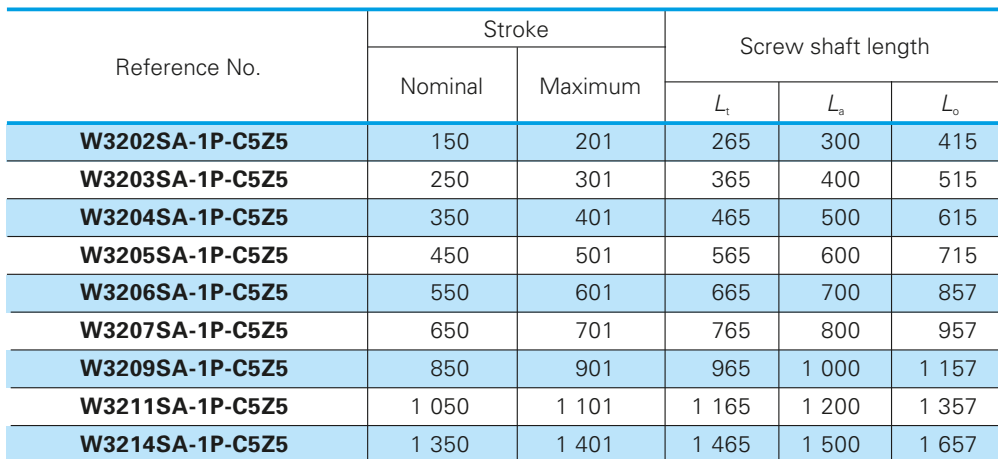 Reference No. Stroke Screw shaft length
Nominal Maximum
Lt La Lo
W3202SA-1P-C5Z5 150 201 265 300 415
W3203SA-1P-C5Z5 250 301 365 400 515
W3204SA-1P-C5Z5 350 401 465 500 615
W3205SA-1P-C5Z5 450 501 565 600 715
W3206SA-1P-C5Z5 550 601 665 700 857
W3207SA-1P-C5Z5 650 701 765 800 957
W3209SA-1P-C5Z5 850 901 965 1 000 1 157
W3211SA-1P-C5Z5 1 050 1 101 1 165 1 200 1 357
W3214SA-1P-C5Z5 1 350 1 401 1 465 1 500 1 657